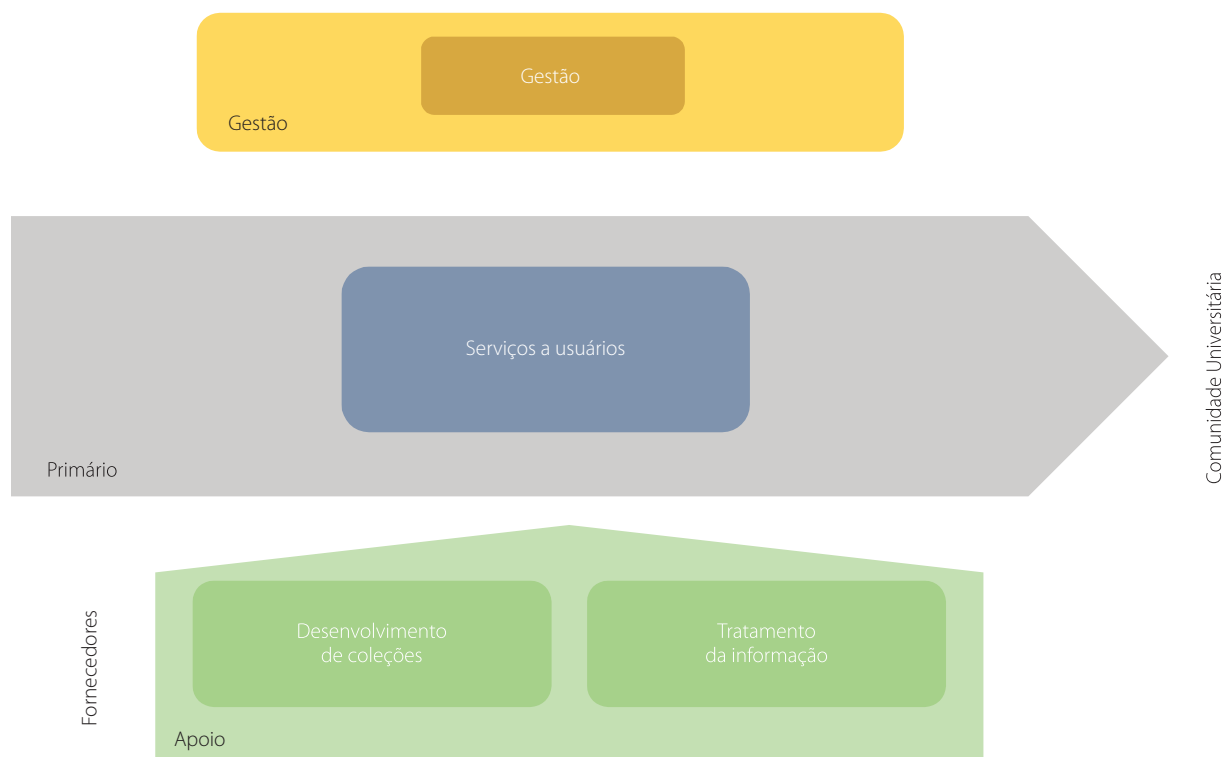 Gestão
Gestão
Serviços a usuários
Primário
Comunidade Universitária
Fornecedores
Desenvolvimento
de coleções
Tratamento
da informação
Apoio